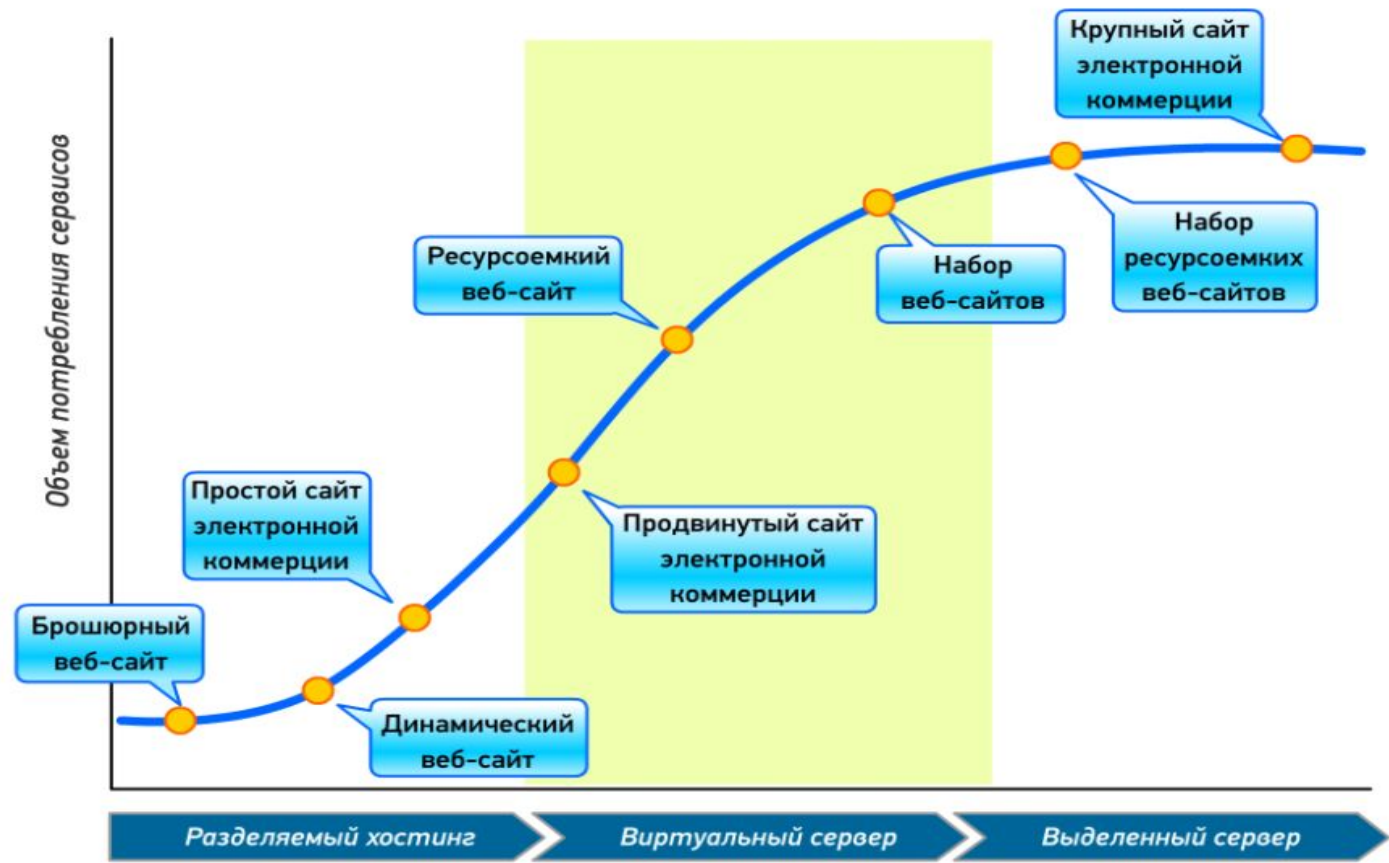 Крупный сайт
электронной
коммерции
Объем потребления сервисов
Ресурсоемкий
веб-сайт
Набор
веб-сайтов
Набор
ресурсоемких
веб-сайтов
Простой сайт
электронной
коммерции
Продвинутый сайт
электронной
коммерции
Брошюрный
веб-сайт
Динамический
веб-сайт
Разделяемый хостинг
Виртуальный сервер
Выделенный сервер